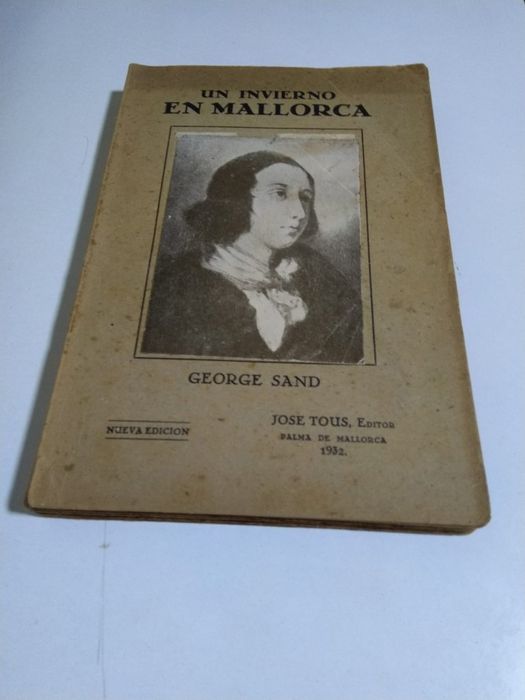 UN INVIERNO
EN MALLORCA
GEORGE SAND
NUEVA EDICION
JOSE TOUS, EDITOR
PALMA DE MALLORCA
1932.